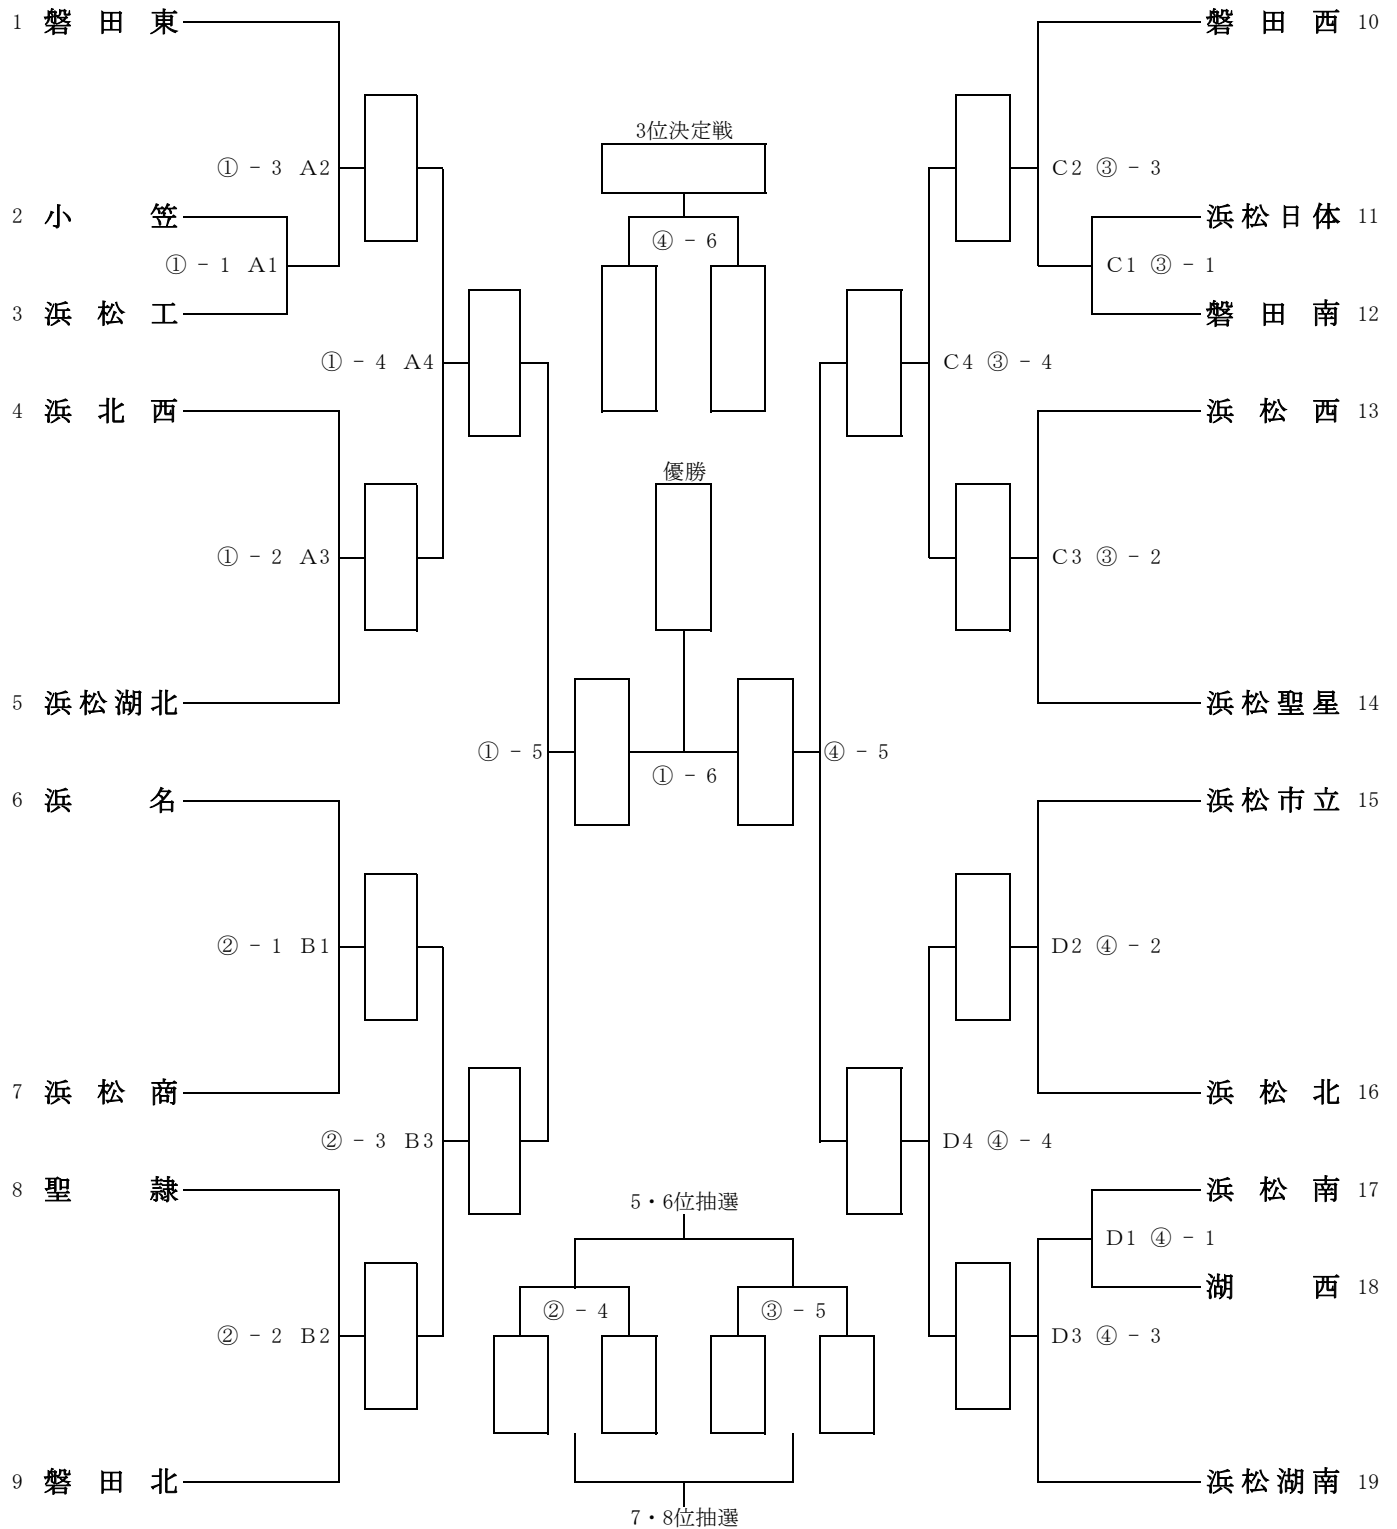 1 磐田東
①-3 A2
2 小笠
①-1 A1
3 浜松工
①-4 A4
4 浜北西
①-2 A3
5 浜松湖北
①-5
6 浜名
②-1 B1
7 浜松商
②-3 B3
8 聖隷
②-2 B2
9 磐田北
3位決定戦
④-6
優勝
①-6
5・6位抽選
②-4
③-5
7・8位抽選
磐田西 10
C2 ③-3
浜松日体 11
C1 ③-1
磐田南 12
C4 ③-4
浜松西 13
C3 ③-2
浜松聖星 14
④-5
浜松市立 15
D2 ④-2
浜松北 16
D4 ④-4
浜松南 17
D1 ④-1
湖西 18
D3 ④-3
浜松湖南 19